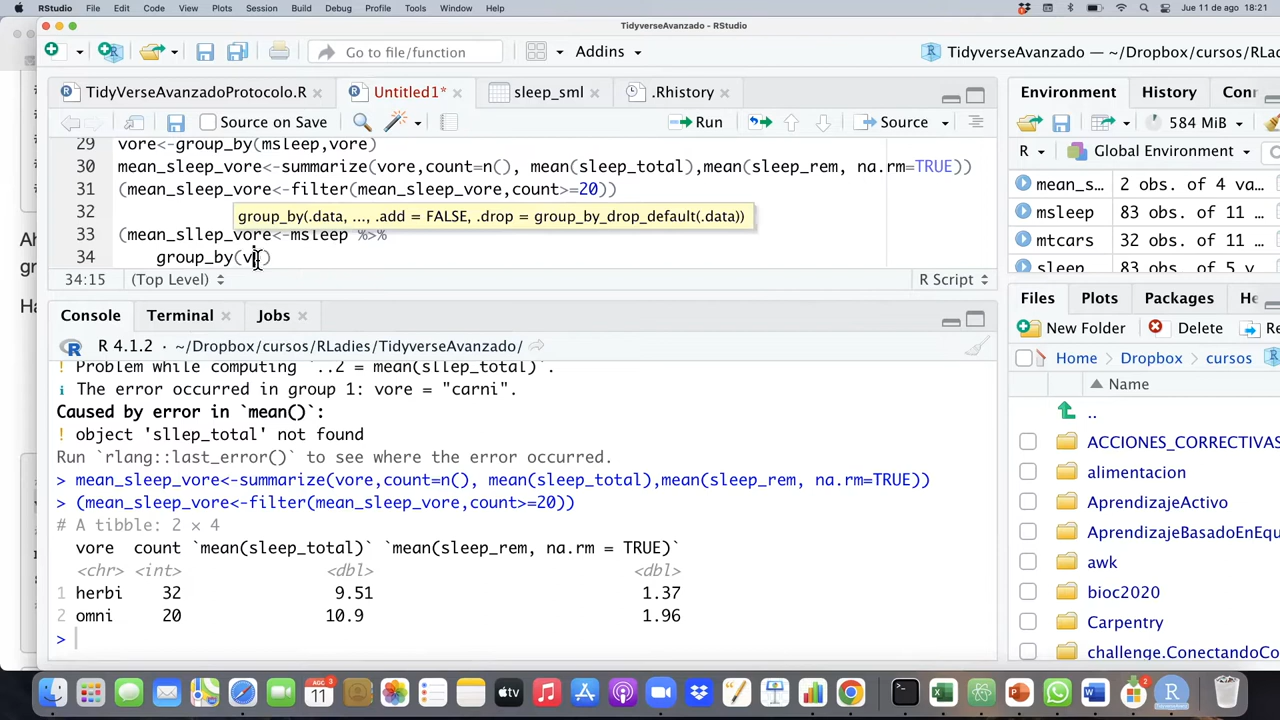 RStudio File Edit Code View Plots Session Build Debug Profile Tools Window Help Jue 11 de ago 18:21
TidyverseAvanzado - RStudio
Go to file/function Addins TidyverseAvanzado — ~/Dropbox/cursos/RLa
TidyVerseAvanzadoProtocolo.R Untitled1* sleep_sml .Rhistory
Environment History Conr
Source on Save Run Source 584 MiB
R Global Environment
29 vore<-group_by(msleep,vore)
30 mean_sleep_vore<-summarize(vore,count=n(), mean(sleep_total),mean(sleep_rem, na.rm=TRUE))
31 (mean_sleep_vore<-filter(mean_sleep_vore,count>=20))
32
group_by(.data, ..., .add = FALSE, .drop = group_by_drop_default(.data))
33 (mean_sllep_vore<-msleep %>%
34 group_by(v)
34:15 (Top Level) R Script
mean_s… 2 obs. of 4 va…
msleep 83 obs. of 11
mtcars 32 obs. of 11
sleep 83 obs. of 5 v
Files Plots Packages He
New Folder Delete Re
Home Dropbox cursos
Name
..
ACCIONES_CORRECTIVAS
alimentacion
AprendizajeActivo
AprendizajeBasadoEnEqu
awk
bioc2020
Carpentry
challenge.ConectandoCo
Console Terminal Jobs
R 4.1.2 · ~/Dropbox/cursos/RLadies/TidyverseAvanzado/
! Problem while computing `..2 = mean(sllep_total)`.
i The error occurred in group 1: vore = "carni".
Caused by error in `mean()`:
! object 'sllep_total' not found
Run `rlang::last_error()` to see where the error occurred.
> mean_sleep_vore<-summarize(vore,count=n(), mean(sleep_total),mean(sleep_rem, na.rm=TRUE))
> (mean_sleep_vore<-filter(mean_sleep_vore,count>=20))
# A tibble: 2 × 4
vore count `mean(sleep_total)` `mean(sleep_rem, na.rm = TRUE)`
<chr> <int> <dbl> <dbl>
1 herbi 32 9.51 1.37
2 omni 20 10.9 1.96
>